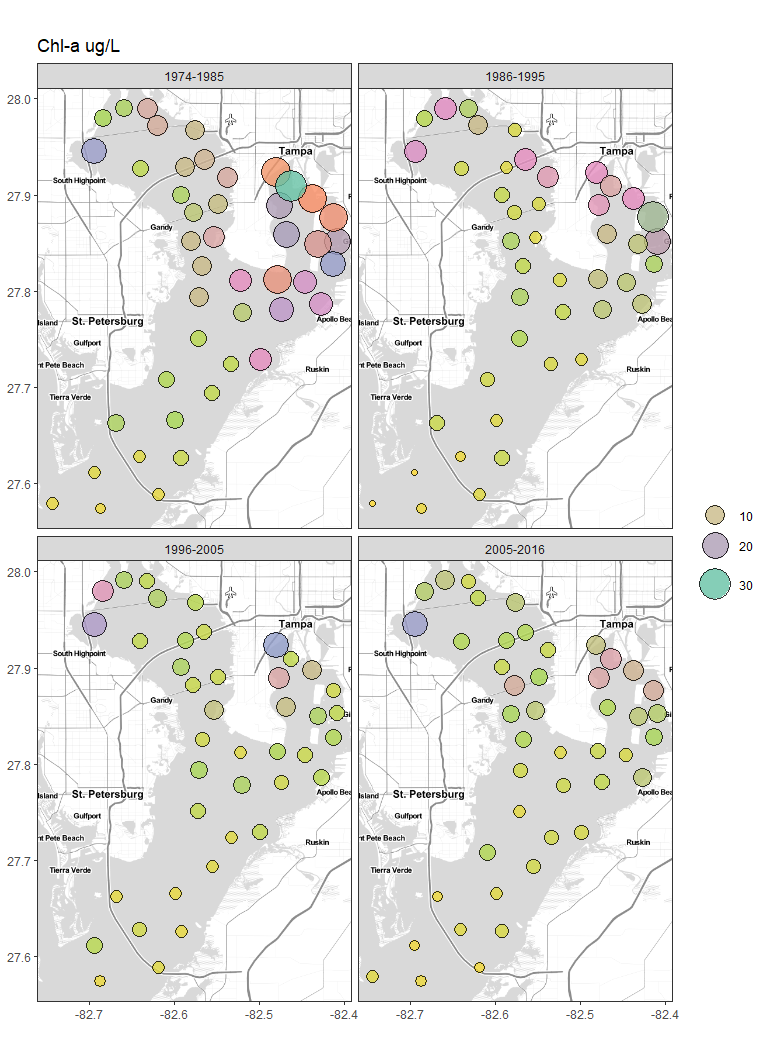 Chl-a ug/L
1974-1985
1986-1995
28.0
27.9
27.8
27.7
27.6
Tampa
South Highpoint
Gandy
St. Petersburg
Island
Apollo Bea
Gulfport
nt Pete Beach
Ruskin
Tierra Verde
Tampa
South Highpoint
Gandy
St. Petersburg
Island
Apollo Bea
Gulfport
nt Pete Beach
Ruskin
Tierra Verde
10
20
30
1996-2005
2005-2016
28.0
27.9
27.8
27.7
27.6
Tampa
South Highpoint
Gandy
Gi
St. Petersburg
Island
Apollo Bea
Gulfport
nt Pete Beach
Ruskin
Tierra Verde
Tampa
South Highpoint
Gandy
Gi
St. Petersburg
Island
Apollo Bea
Gulfport
nt Pete Beach
Ruskin
Tierra Verde
-82.7
-82.6
-82.5
-82.4
-82.7
-82.6
-82.5
-82.4